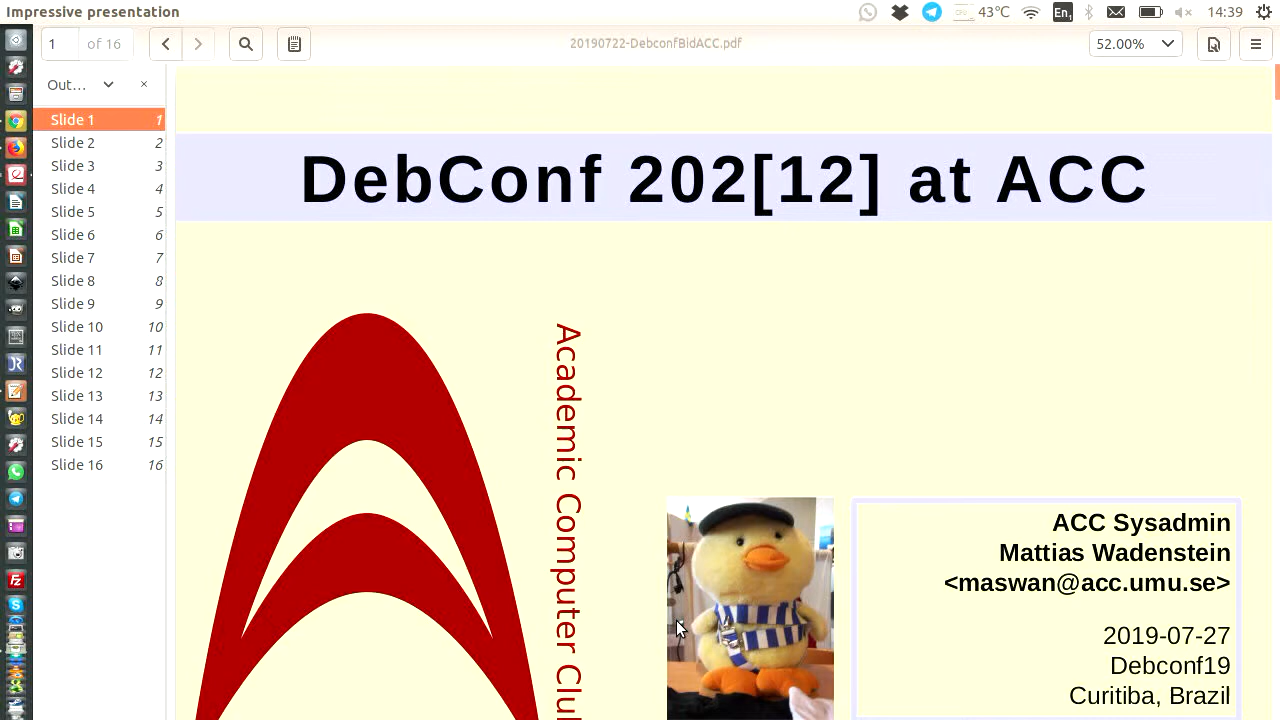 Impressive presentation
43°C
En1
14:39
1
of 16
20190722-DebconfBidACC.pdf
52.00%
Out...
Slide 1 1
Slide 2 2
Slide 3 3
Slide 4 4
Slide 5 5
Slide 6 6
Slide 7 7
Slide 8 8
Slide 9 9
Slide 10 10
Slide 11 11
Slide 12 12
Slide 13 13
Slide 14 14
Slide 15 15
Slide 16 16
DebConf 202[12] at ACC
Academic Computer Clu
ACC Sysadmin
Mattias Wadenstein
<maswan@acc.umu.se>
2019-07-27
Debconf19
Curitiba, Brazil